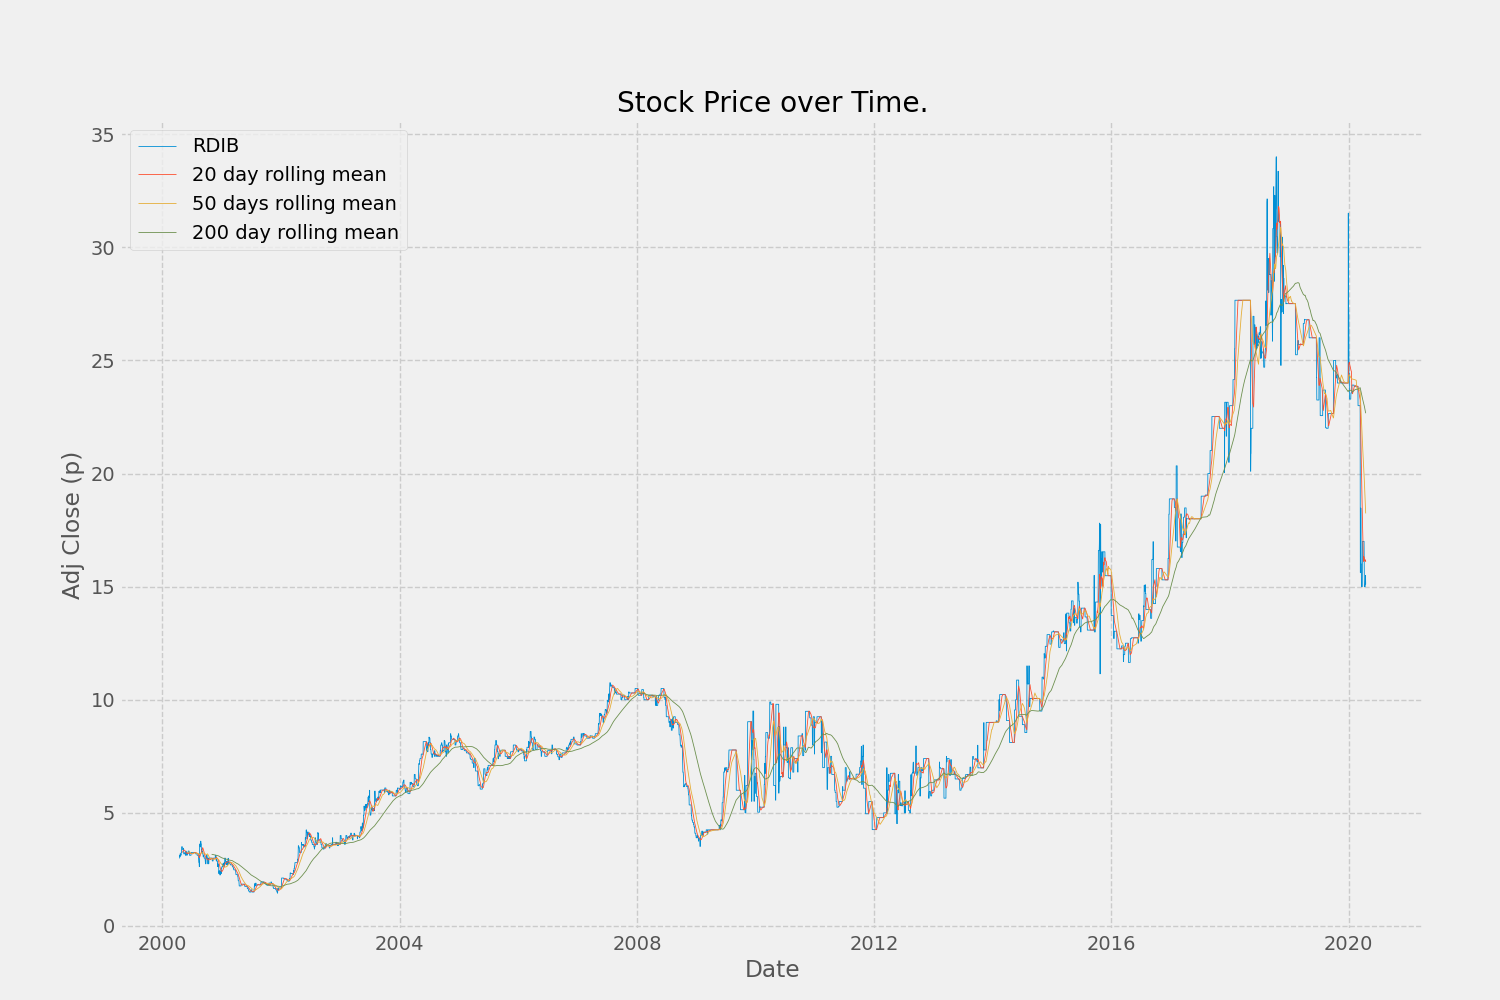 Stock Price over Time.
RDIB
20 day rolling mean
50 days rolling mean
200 day rolling mean
Adj Close (p)
35
30
25
20
15
10
5
0
2000 2004 2008 2012 2016 2020
Date